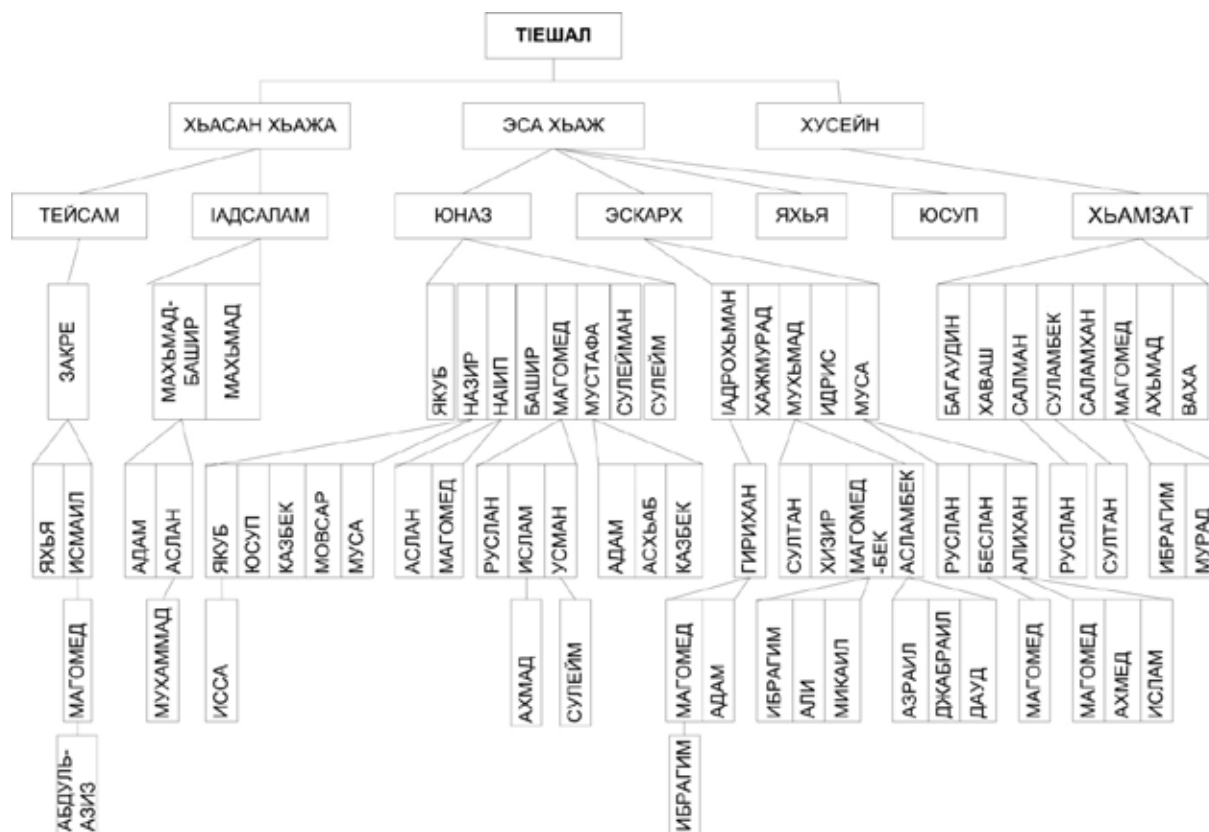 ТІЕШАЛ
ХЬАСАН ХЬАЖА
ЭСА ХЬАЖ
ХУСЕЙН
ТЕЙСАМ
ІАДСАЛАМ
ЮНАЗ
ЭСКАРХ
ЯХЬЯ
ЮСУП
ХЬАМЗАТ
ЗАКРЕ
МАХЬМАД-
БАШИР
МАХЬМАД
ЯКУБ
НАЗИР
НАІИП
БАШИР
МАГОМЕД
МУСТАФА
СУЛЕЙМАН
СУЛЕЙМ
ІАДРОХЬМАН
ХАЖМУРАД
МУХЬМАД
ИДРИС
МУСА
БАГАУДИН
ХАВАШ
САЛМАН
СУЛАМБЕК
САЛАМХАН
МАГОМЕД
АХЬМАД
ВАХА
ЯХЬЯ
ИСМАИЛ
АДАМ
АСЛАН
ЯКУБ
ЮСУП
КАЗБЕК
МОВСАР
МУСА
АСЛАН
МАГОМЕД
РУСЛАН
ИСЛАМ
УСМАН
АДАМ
АСХЬАБ
КАЗБЕК
ГИРИХАН
СУЛТАН
ХИЗИР
МАГОМЕД
-БЕК
АСЛАМБЕК
РУСЛАН
БЕСЛАН
АЛИХАН
РУСЛАН
СУЛТАН
ИБРАГИМ
МУРАД
МАГОМЕД
МУХАММАД
ИССА
АХМАД
СУЛЕЙМ
МАГОМЕД
АДАМ
ИБРАГИМ
АЛИ
МИКАИЛ
АЗРАИЛ
ДЖАБРАИЛ
ДАУД
МАГОМЕД
МАГОМЕД
АХМЕД
ИСЛАМ
АБДУЛЬ-
АЗИЗ
ИБРАГИМ